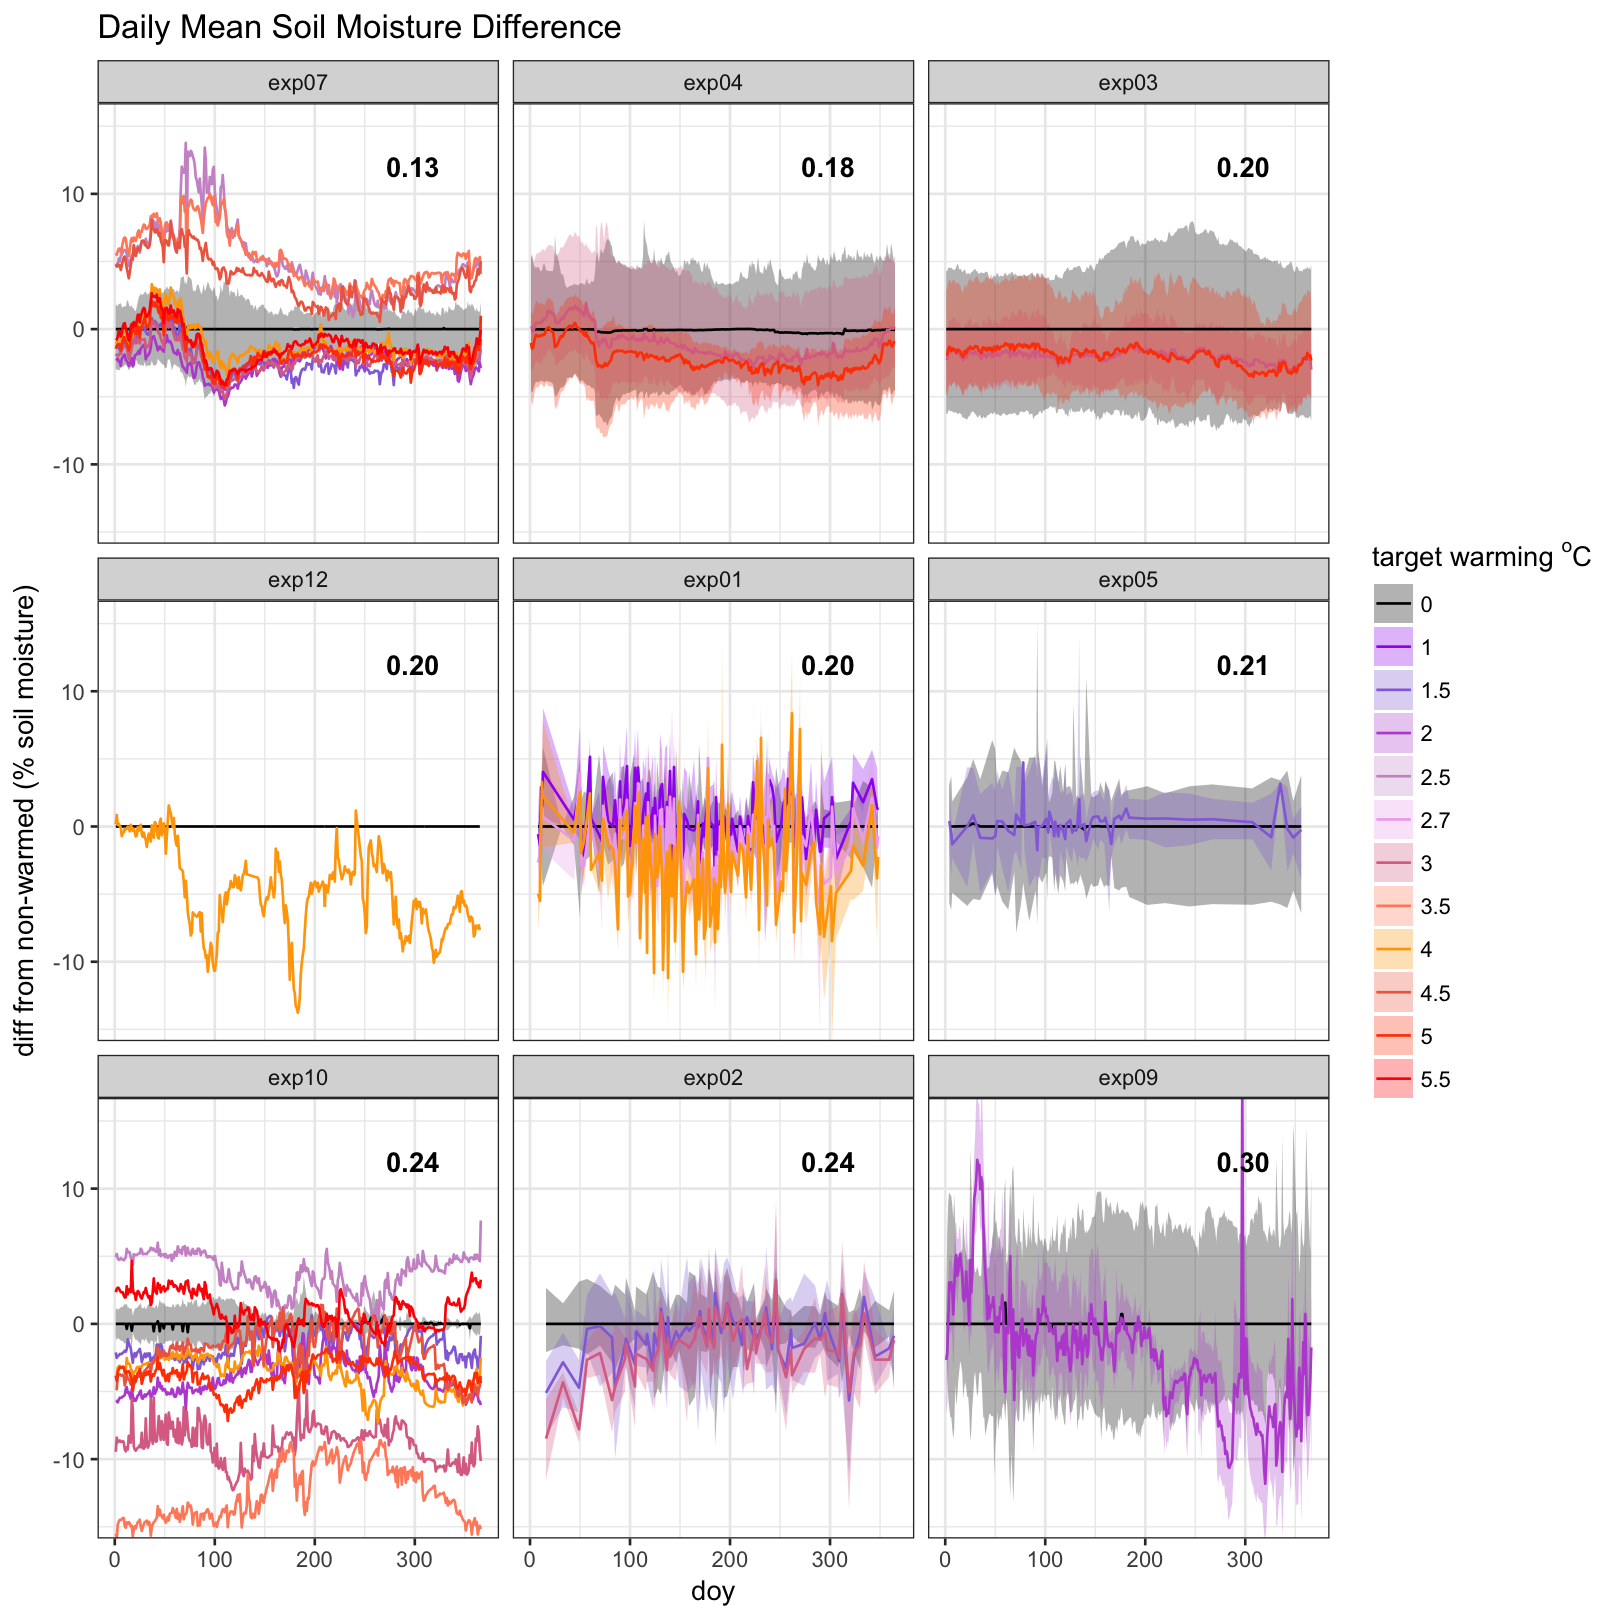 Daily Mean Soil Moisture Difference
exp07
exp04
exp03
0.13
0.18
0.20
10
0
-10
exp12
exp01
exp05
0.20
0.20
0.21
10
0
-10
exp10
exp02
exp09
0.24
0.24
0.30
10
0
-10
0 100 200 300
0 100 200 300
0 100 200 300
doy
diff from non-warmed (% soil moisture)
target warming °C
0
1
1.5
2
2.5
2.7
3
3.5
4
4.5
5
5.5